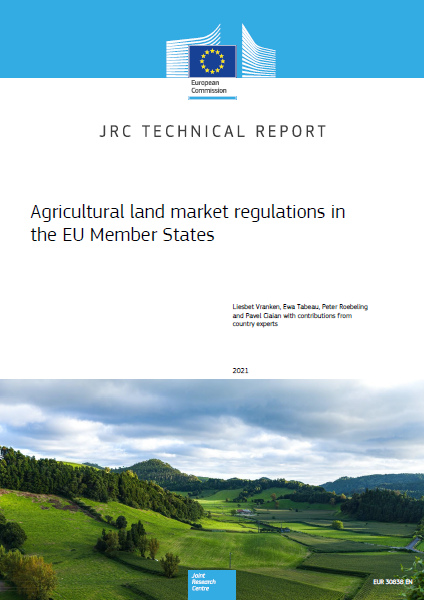 European
Commission
JRC TECHNICAL REPORT
Agricultural land market regulations in
the EU Member States
Liesbet Vranken, Ewa Tabeau, Peter Roebeling
and Pavel Ciaian with contributions from
country experts
2021
Joint
Research
Centre
EUR 30838 EN